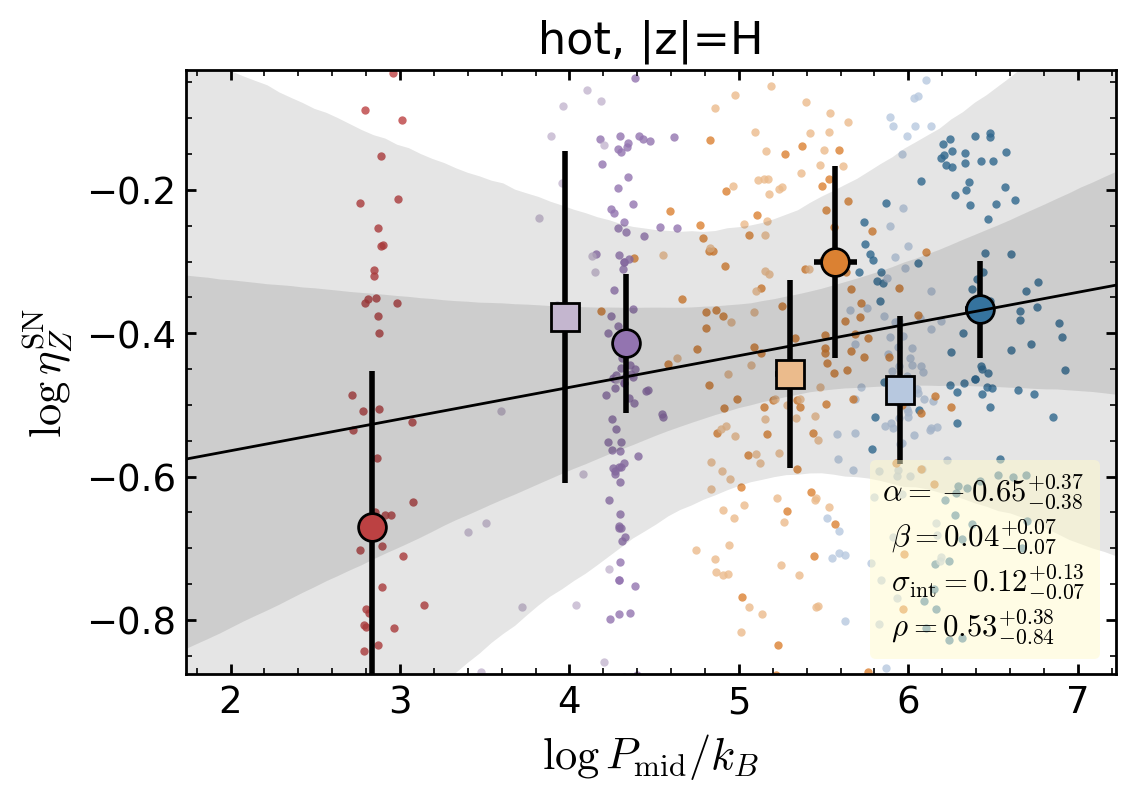 hot, |z|=H
log η_Z^SN
−0.2
−0.4
−0.6
−0.8
2 3 4 5 6 7
log P_mid/k_B
α = −0.65^{+0.37}_{−0.38}
β = 0.04^{+0.07}_{−0.07}
σ_int = 0.12^{+0.13}_{−0.07}
ρ = 0.53^{+0.38}_{−0.84}